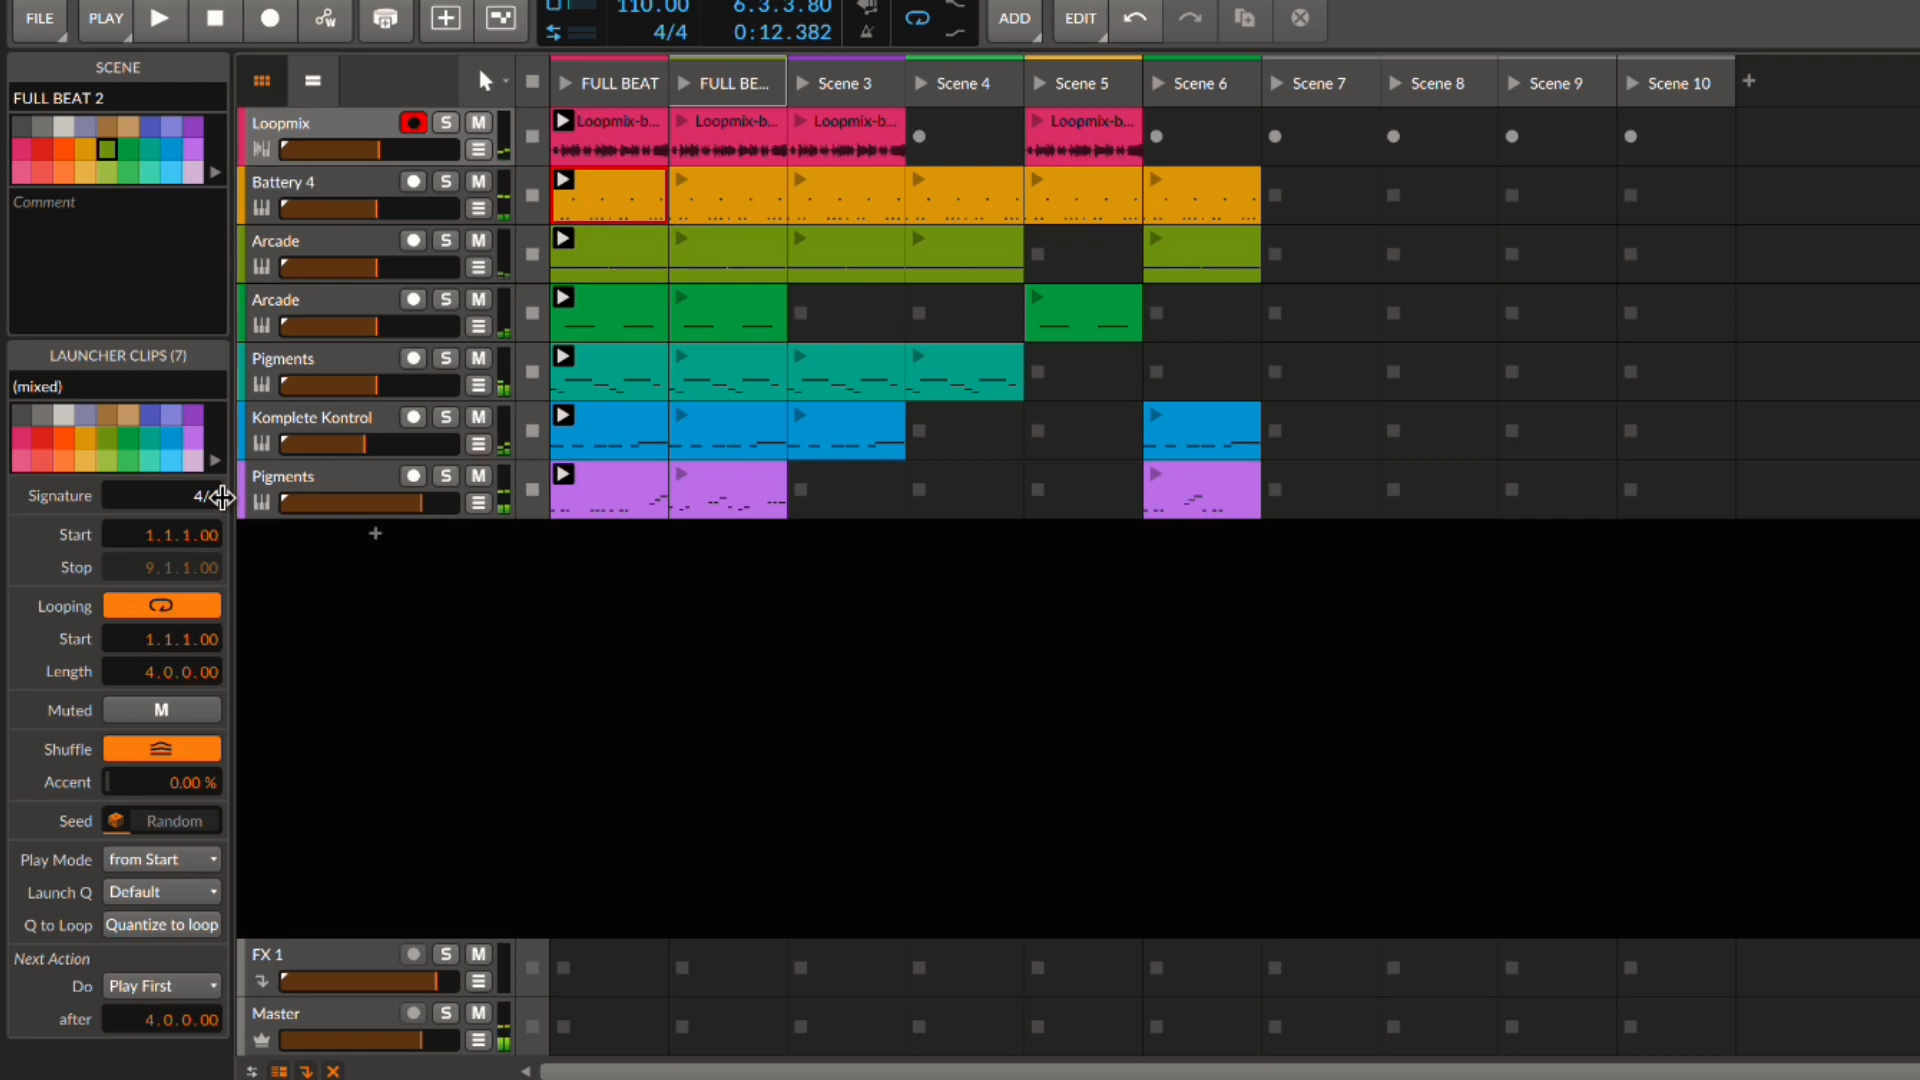 FILE PLAY 110.00 4/4 6.3.3.80 0:12.382 ADD EDIT
SCENE
FULL BEAT 2
Comment
LAUNCHER CLIPS (7)
(mixed)
Signature 4/
Start 1.1.1.00
Stop 9.1.1.00
Looping
Start 1.1.1.00
Length 4.0.0.00
Muted M
Shuffle
Accent 0.00 %
Seed Random
Play Mode from Start
Launch Q Default
Q to Loop Quantize to loop
Next Action
Do Play First
after 4.0.0.00
FULL BEAT FULL BE... Scene 3 Scene 4 Scene 5 Scene 6 Scene 7 Scene 8 Scene 9 Scene 10 +
Loopmix S M Loopmix-b... Loopmix-b... Loopmix-b... Loopmix-b...
Battery 4 S M
Arcade S M
Arcade S M
Pigments S M
Komplete Kontrol S M
Pigments S M
+
FX 1 S M
Master S M